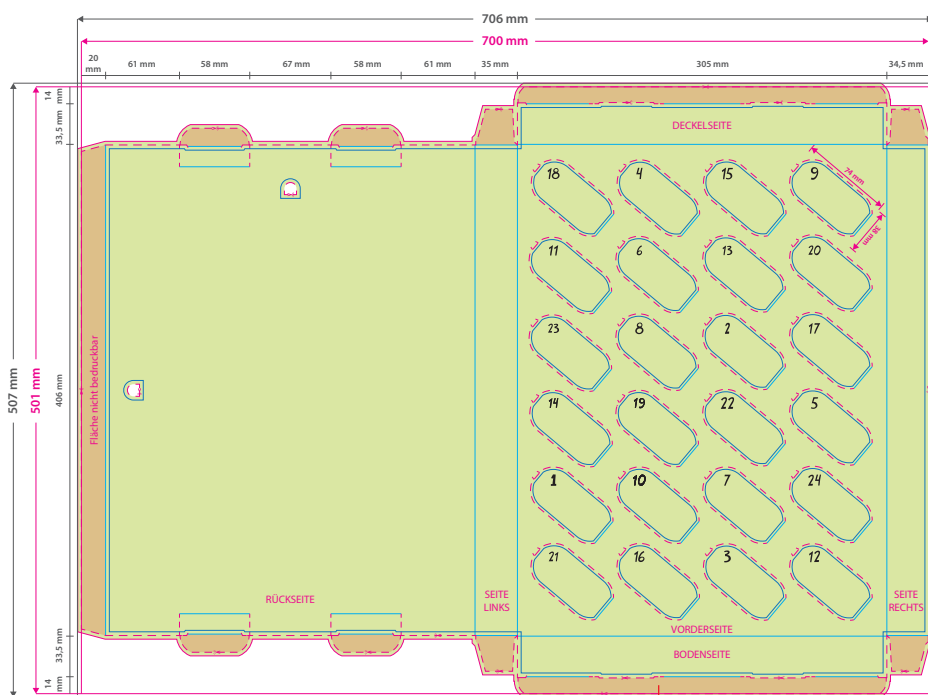 706 mm
700 mm
20 mm
61 mm
58 mm
67 mm
58 mm
61 mm
35 mm
305 mm
34,5 mm
14 mm
33,5 mm
DECKELSEITE
18
4
15
9
74 mm
38 mm
11
6
13
20
23
8
2
17
507 mm
501 mm
406 mm
Fläche nicht bedruckbar
14
19
22
5
1
10
7
24
21
16
3
12
RÜCKSEITE
SEITE
LINKS
SEITE
RECHTS
VORDERSEITE
BODENSEITE
33,5 mm
14 mm